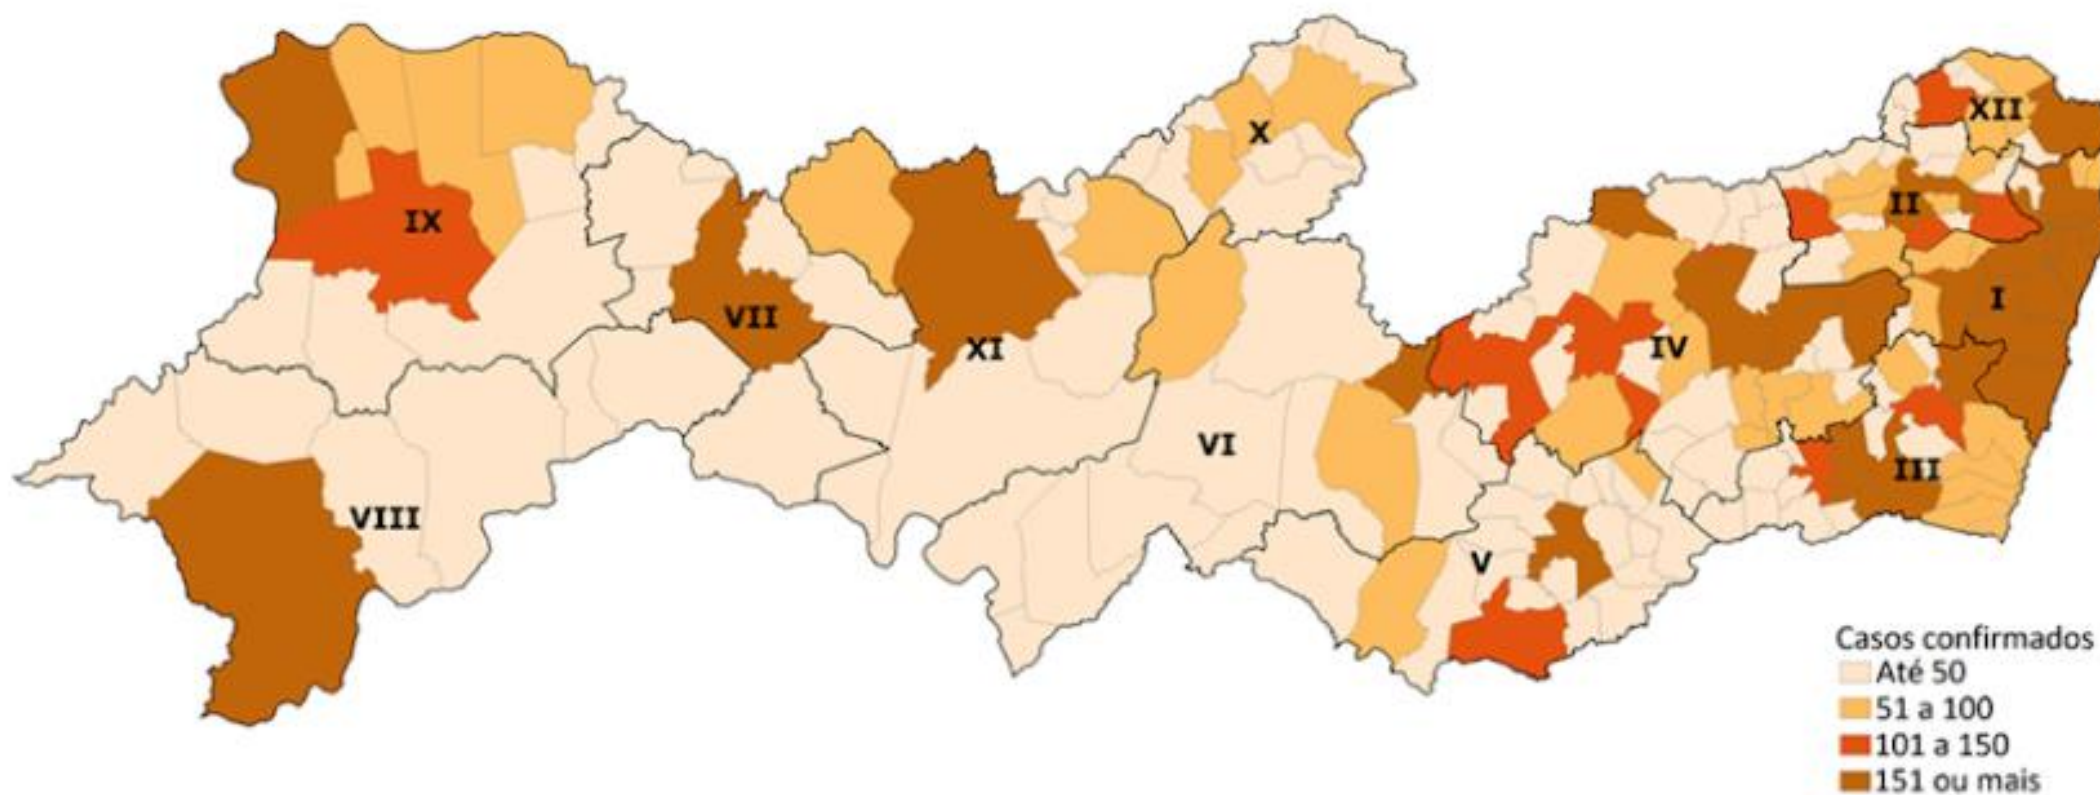 XII
X
II
IX
I
VII
XI
IV
VI
III
VIII
V
Casos confirmados
Até 50
51 a 100
101 a 150
151 ou mais